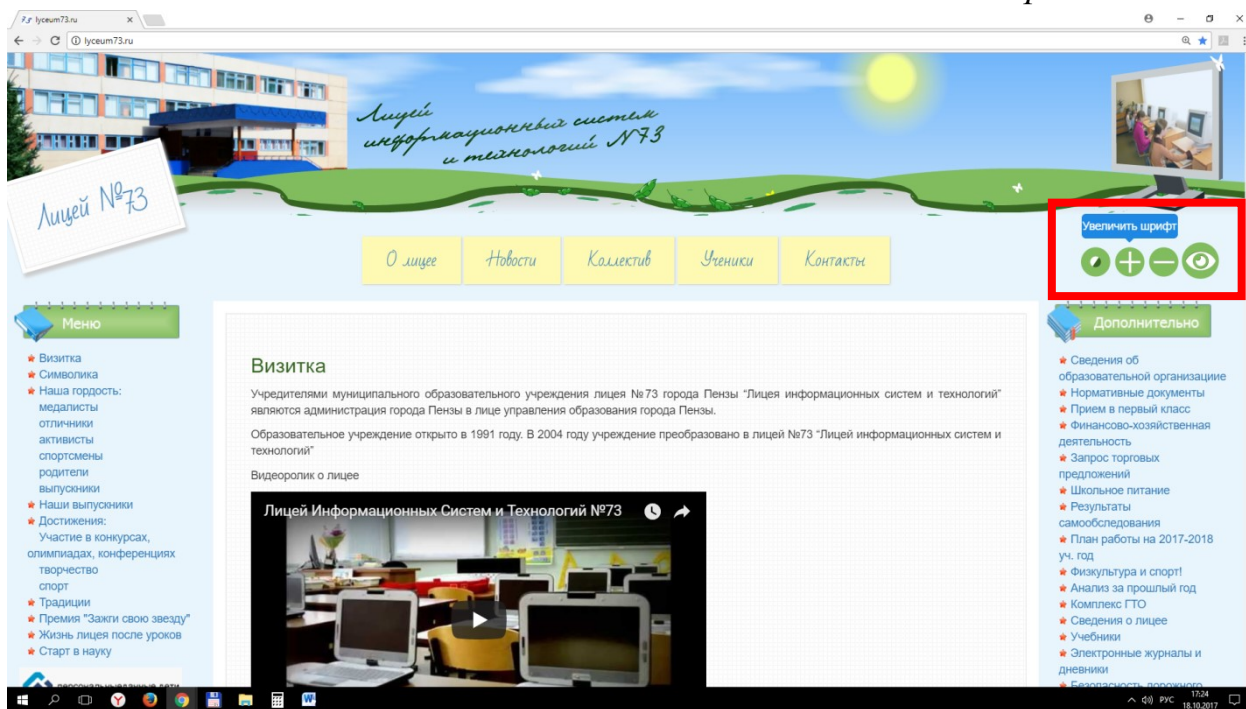 lyceum73.ru
lyceum73.ru
Лицей
информационных систем
и технологий №73
Лицей №73
О лицее
Новости
Коллектив
Ученики
Контакты
Увеличить шрифт
Меню
Визитка
Символика
Наша гордость:
медалисты
отличники
активисты
спортсмены
родители
выпускники
Наши выпускники
Достижения:
Участие в конкурсах,
олимпиадах, конференциях
творчество
спорт
Традиции
Премия "Зажги свою звезду"
Жизнь лицея после уроков
Старт в науку
Визитка
Учредителями муниципального образовательного учреждения лицея №73 города Пензы "Лицея информационных систем и технологий"
являются администрация города Пензы в лице управления образования города Пензы.
Образовательное учреждение открыто в 1991 году. В 2004 году учреждение преобразовано в лицей №73 "Лицей информационных систем и
технологий"
Видеоролик о лицее
Лицей Информационных Систем и Технологий №73
Дополнительно
Сведения об
образовательной организациие
Нормативные документы
Прием в первый класс
Финансово-хозяйственная
деятельность
Запрос торговых
предложений
Школьное питание
Результаты
самообследования
План работы на 2017-2018
уч. год
Физкультура и спорт!
Анализ за прошлый год
Комплекс ГТО
Сведения о лицее
Учебники
Электронные журналы и
дневники
Безопасность дорожного
РУС
17:24
18.10.2017